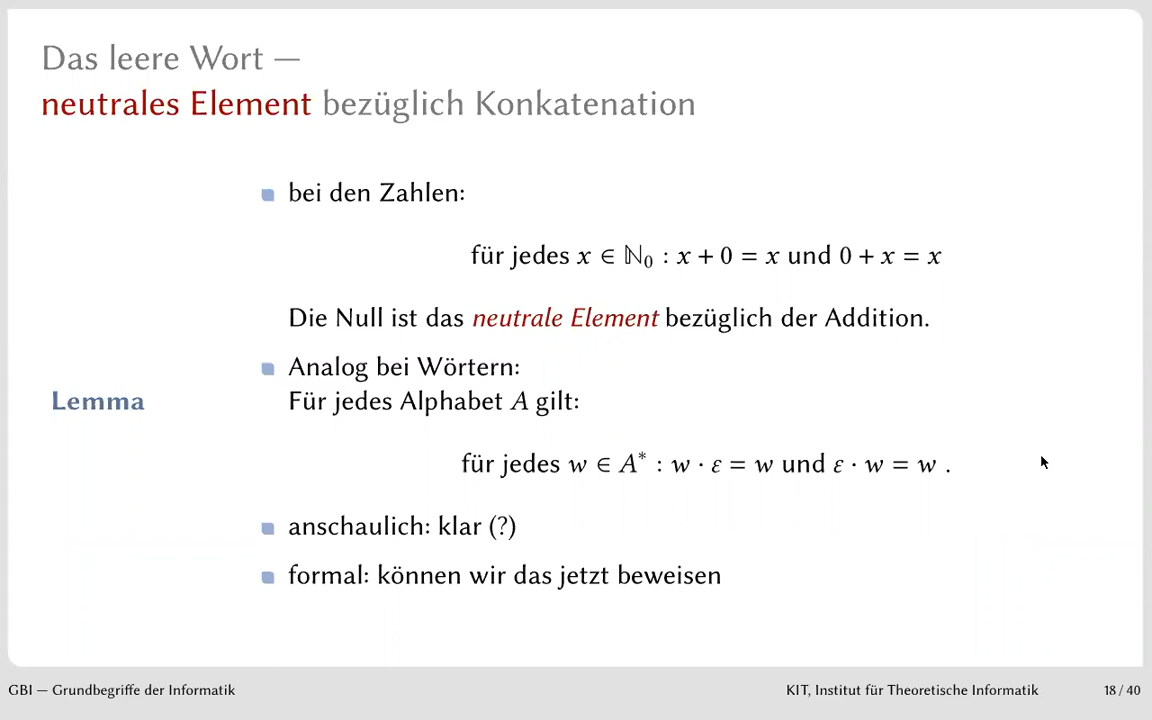 Das leere Wort —
neutrales Element bezüglich Konkatenation
bei den Zahlen:
für jedes x ∈ ℕ₀ : x + 0 = x und 0 + x = x
Die Null ist das neutrale Element bezüglich der Addition.
Analog bei Wörtern:
Lemma Für jedes Alphabet A gilt:
für jedes w ∈ A* : w · ε = w und ε · w = w .
anschaulich: klar (?)
formal: können wir das jetzt beweisen
GBI — Grundbegriffe der Informatik KIT, Institut für Theoretische Informatik 18 / 40